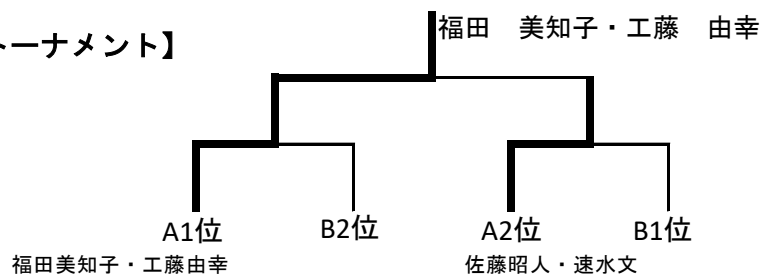 福田　美知子・工藤　由幸
トーナメント】
A1位 B2位 A2位 B1位
福田美知子・工藤由幸 佐藤昭人・速水文